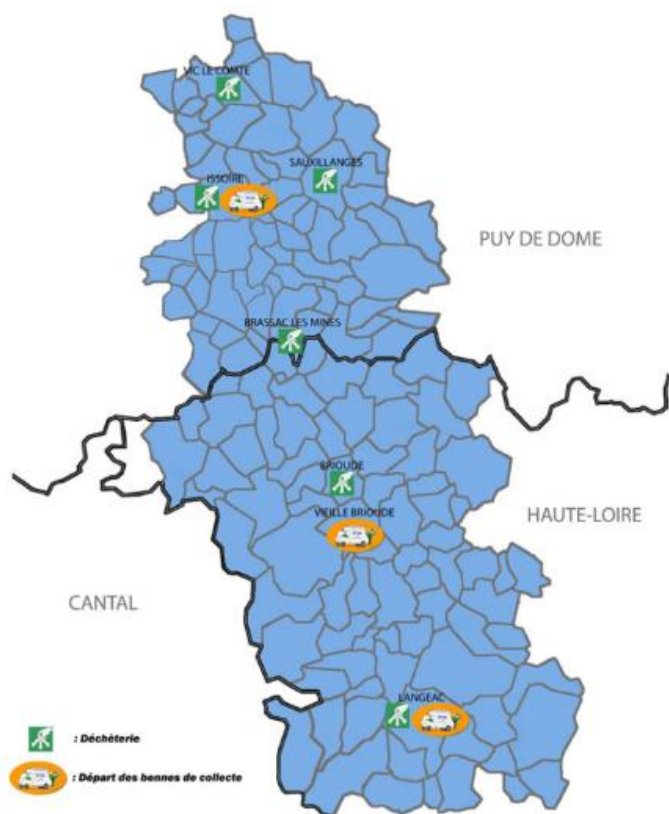 VIC LE COMTE
SAUXILLANGES
ISSOIRE
PUY DE DOME
BRASSAC LES MINES
BRIOUDE
VIEILLE BRIOUDE
HAUTE-LOIRE
CANTAL
LANGEAC
: Déchèterie
: Départ des bennes de collecte